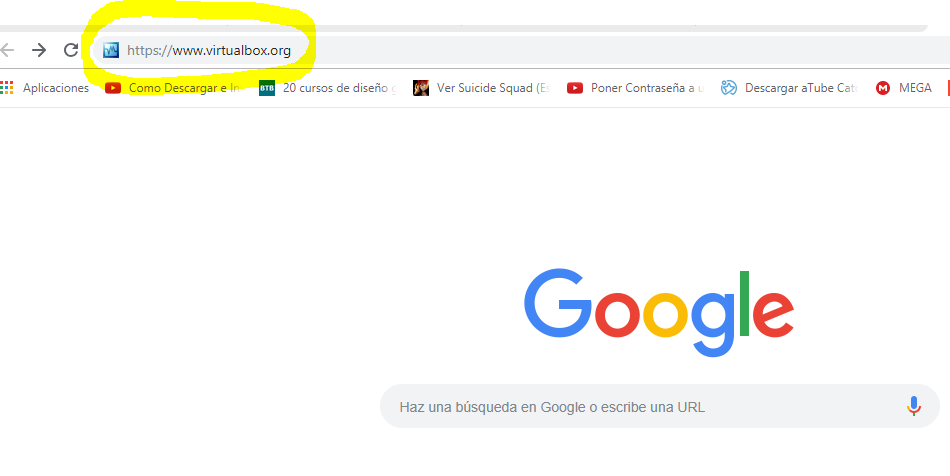 https://www.virtualbox.org
Aplicaciones Como Descargar e In BTB 20 cursos de diseño Ver Suicide Squad (Es Poner Contraseña a u Descargar aTube Cat MEGA
Google
Haz una búsqueda en Google o escribe una URL